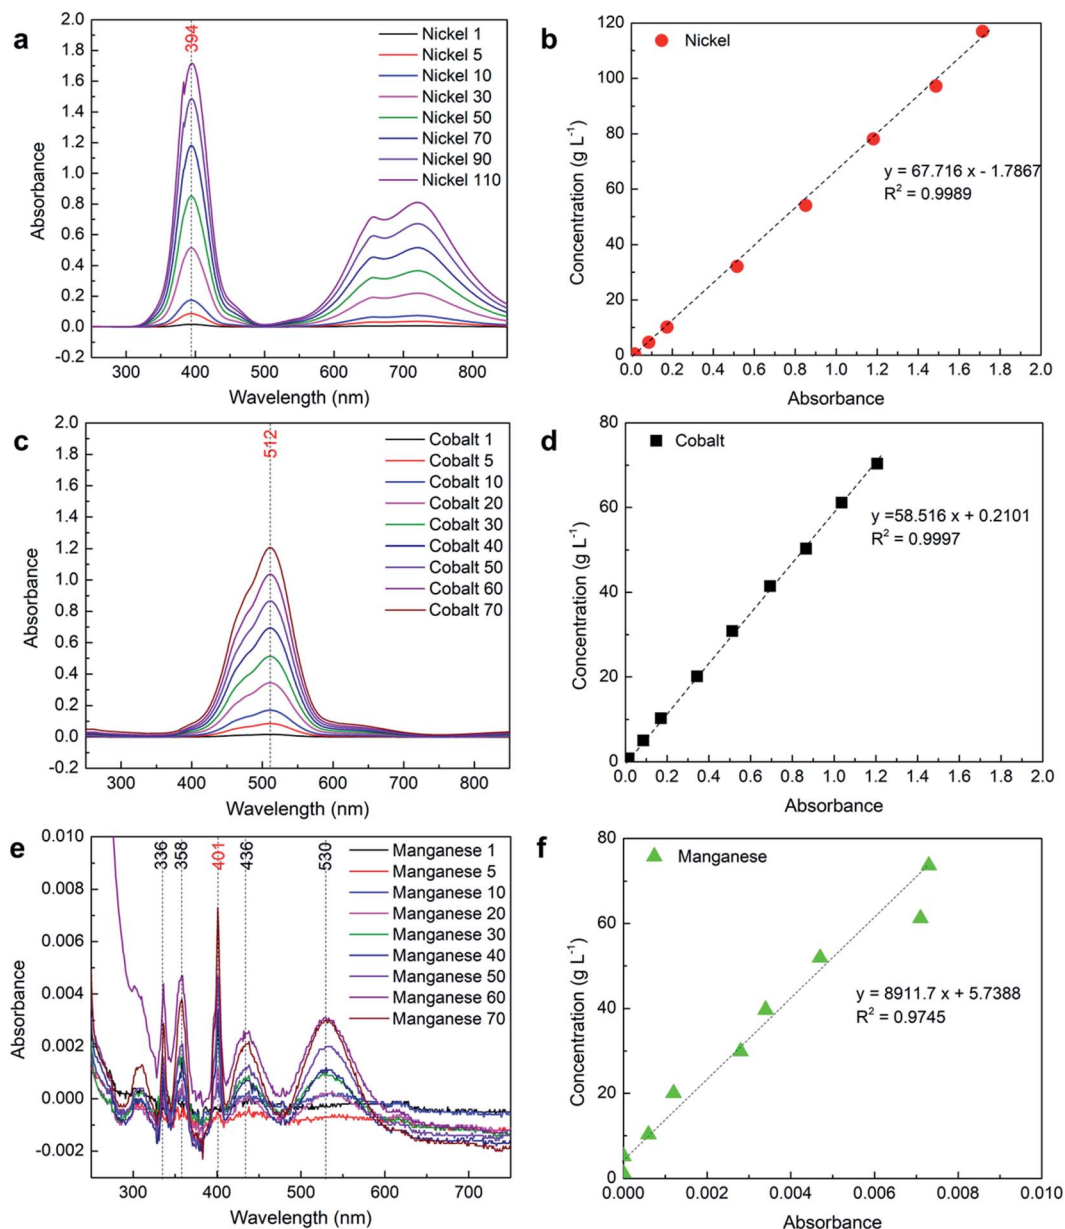 a
394
2.0
1.8
1.6
1.4
1.2
1.0
0.8
0.6
0.4
0.2
0.0
-0.2
Absorbance
300 400 500 600 700 800
Wavelength (nm)
Nickel 1
Nickel 5
Nickel 10
Nickel 30
Nickel 50
Nickel 70
Nickel 90
Nickel 110
b
Nickel
120
100
80
60
40
20
0
Concentration (g L⁻¹)
y = 67.716 x - 1.7867
R² = 0.9989
0.0 0.2 0.4 0.6 0.8 1.0 1.2 1.4 1.6 1.8 2.0
Absorbance
c
512
2.0
1.8
1.6
1.4
1.2
1.0
0.8
0.6
0.4
0.2
0.0
-0.2
Absorbance
300 400 500 600 700 800
Wavelength (nm)
Cobalt 1
Cobalt 5
Cobalt 10
Cobalt 20
Cobalt 30
Cobalt 40
Cobalt 50
Cobalt 60
Cobalt 70
d
Cobalt
80
60
40
20
0
Concentration (g L⁻¹)
y =58.516 x + 0.2101
R² = 0.9997
0.0 0.2 0.4 0.6 0.8 1.0 1.2 1.4 1.6 1.8 2.0
Absorbance
e
336 358 401 436 530
0.010
0.008
0.006
0.004
0.002
0.000
-0.002
Absorbance
300 400 500 600 700
Wavelength (nm)
Manganese 1
Manganese 5
Manganese 10
Manganese 20
Manganese 30
Manganese 40
Manganese 50
Manganese 60
Manganese 70
f
Manganese
80
60
40
20
0
Concentration (g L⁻¹)
y = 8911.7 x + 5.7388
R² = 0.9745
0.000 0.002 0.004 0.006 0.008 0.010
Absorbance